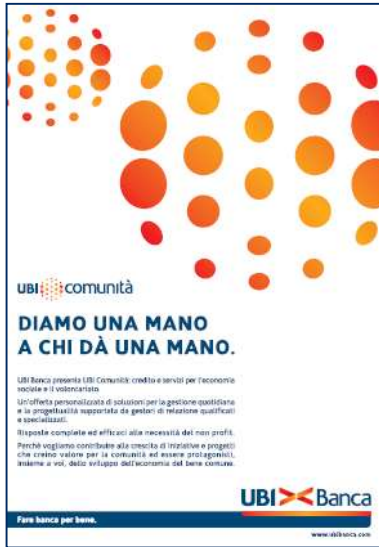 UBI comunità
DIAMO UNA MANO
A CHI DÀ UNA MANO.
UBI Banca presenta UBI Comunità: credito e servizi per l'economia
sociale e il volontariato.
Un'offerta personalizzata di soluzioni per la gestione quotidiana
e la progettualità supportata da gestori di relazione qualificati
e specializzati.
Risposte complete ed efficaci alle necessità del non profit.
Perché vogliamo contribuire alla crescita di iniziative e progetti
che creino valore per la comunità ed essere protagonisti,
insieme a voi, dello sviluppo dell'economia del bene comune.
UBI Banca
Fare banca per bene.
www.ubibanca.com